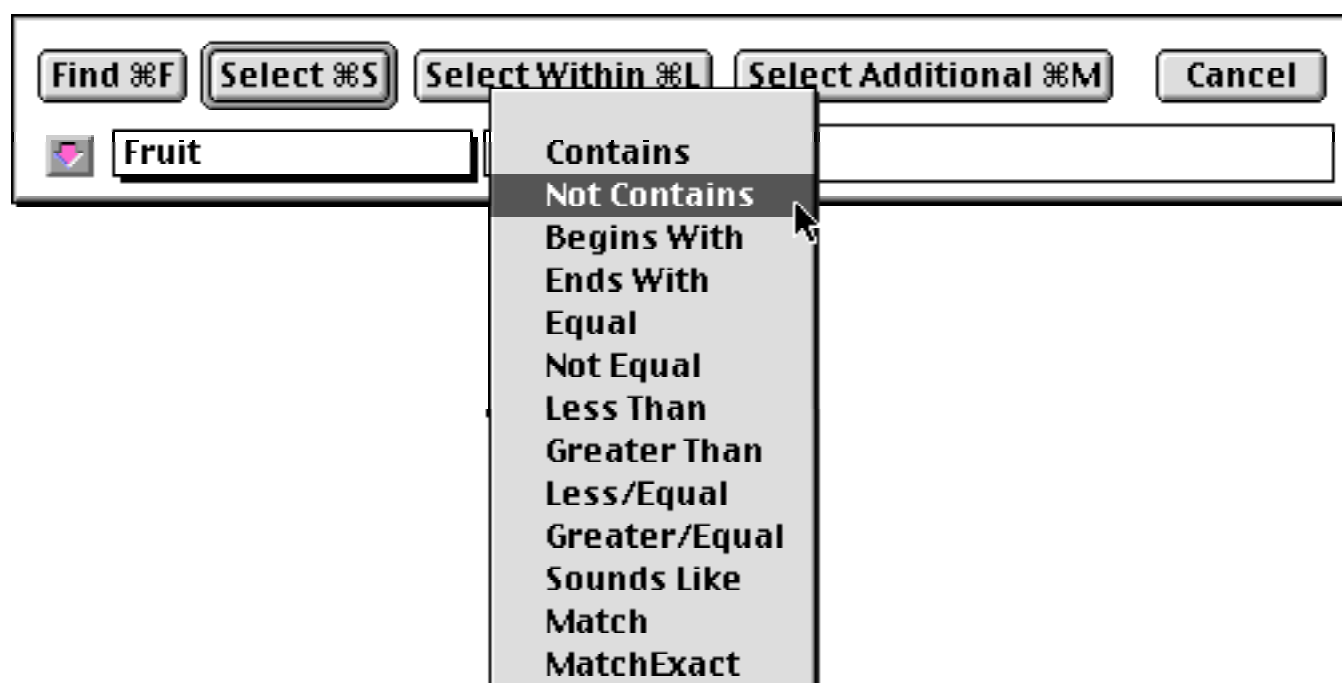 Find ⌘F Select ⌘S Select Within ⌘L Select Additional ⌘M Cancel
Fruit
Contains
Not Contains
Begins With
Ends With
Equal
Not Equal
Less Than
Greater Than
Less/Equal
Greater/Equal
Sounds Like
Match
MatchExact